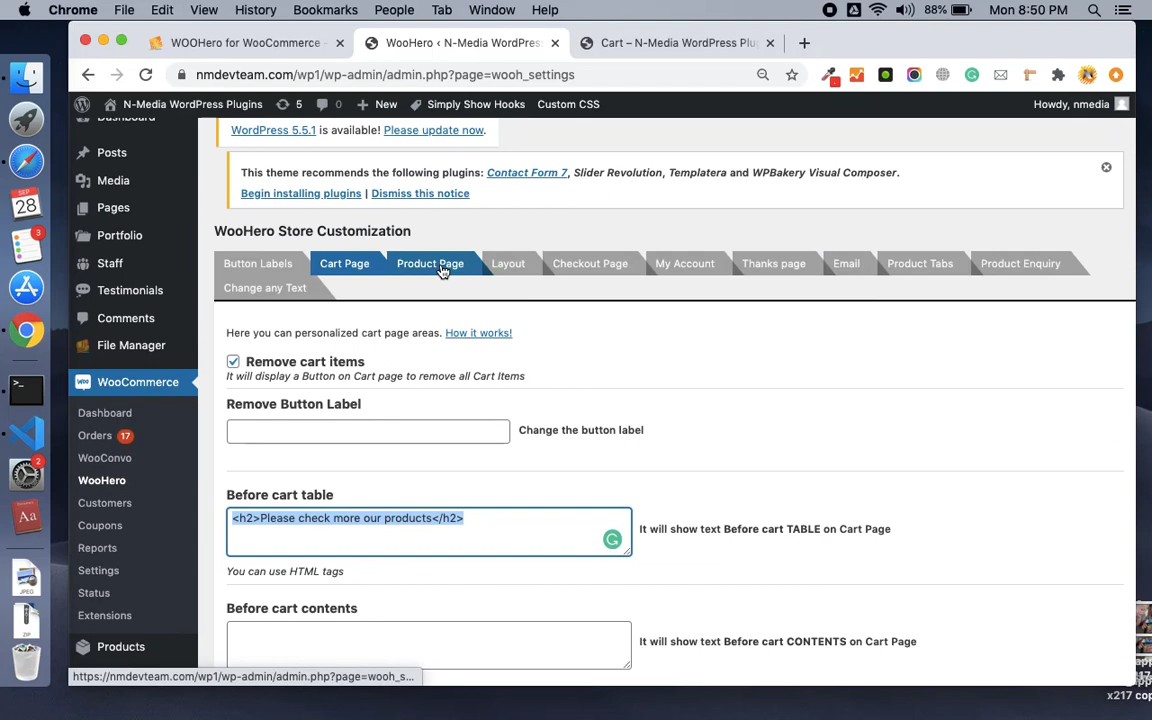 Chrome File Edit View History Bookmarks People Tab Window Help 88% Mon 8:50 PM
WOOHero for WooCommerce - WooHero ‹ N-Media WordPress Cart – N-Media WordPress Plug
nmdevteam.com/wp1/wp-admin/admin.php?page=wooh_settings
N-Media WordPress Plugins 5 New Simply Show Hooks Custom CSS Howdy, nmedia
Dashboard
Posts
Media
Pages
Portfolio
Staff
Testimonials
Comments
File Manager
WooCommerce
Dashboard
Orders 17
WooConvo
WooHero
Customers
Coupons
Reports
Settings
Status
Extensions
Products
WordPress 5.5.1 is available! Please update now.
This theme recommends the following plugins: Contact Form 7, Slider Revolution, Templatera and WPBakery Visual Composer.
Begin installing plugins | Dismiss this notice
WooHero Store Customization
Button Labels Cart Page Product Page Layout Checkout Page My Account Thanks page Email Product Tabs Product Enquiry
Change any Text
Here you can personalized cart page areas. How it works!
Remove cart items
It will display a Button on Cart page to remove all Cart Items
Remove Button Label
Change the button label
Before cart table
<h2>Please check more our products</h2>
It will show text Before cart TABLE on Cart Page
You can use HTML tags
Before cart contents
It will show text Before cart CONTENTS on Cart Page
https://nmdevteam.com/wp1/wp-admin/admin.php?page=wooh_s...
SEP
28
3
2
JPEG
ZIP
x217 cop